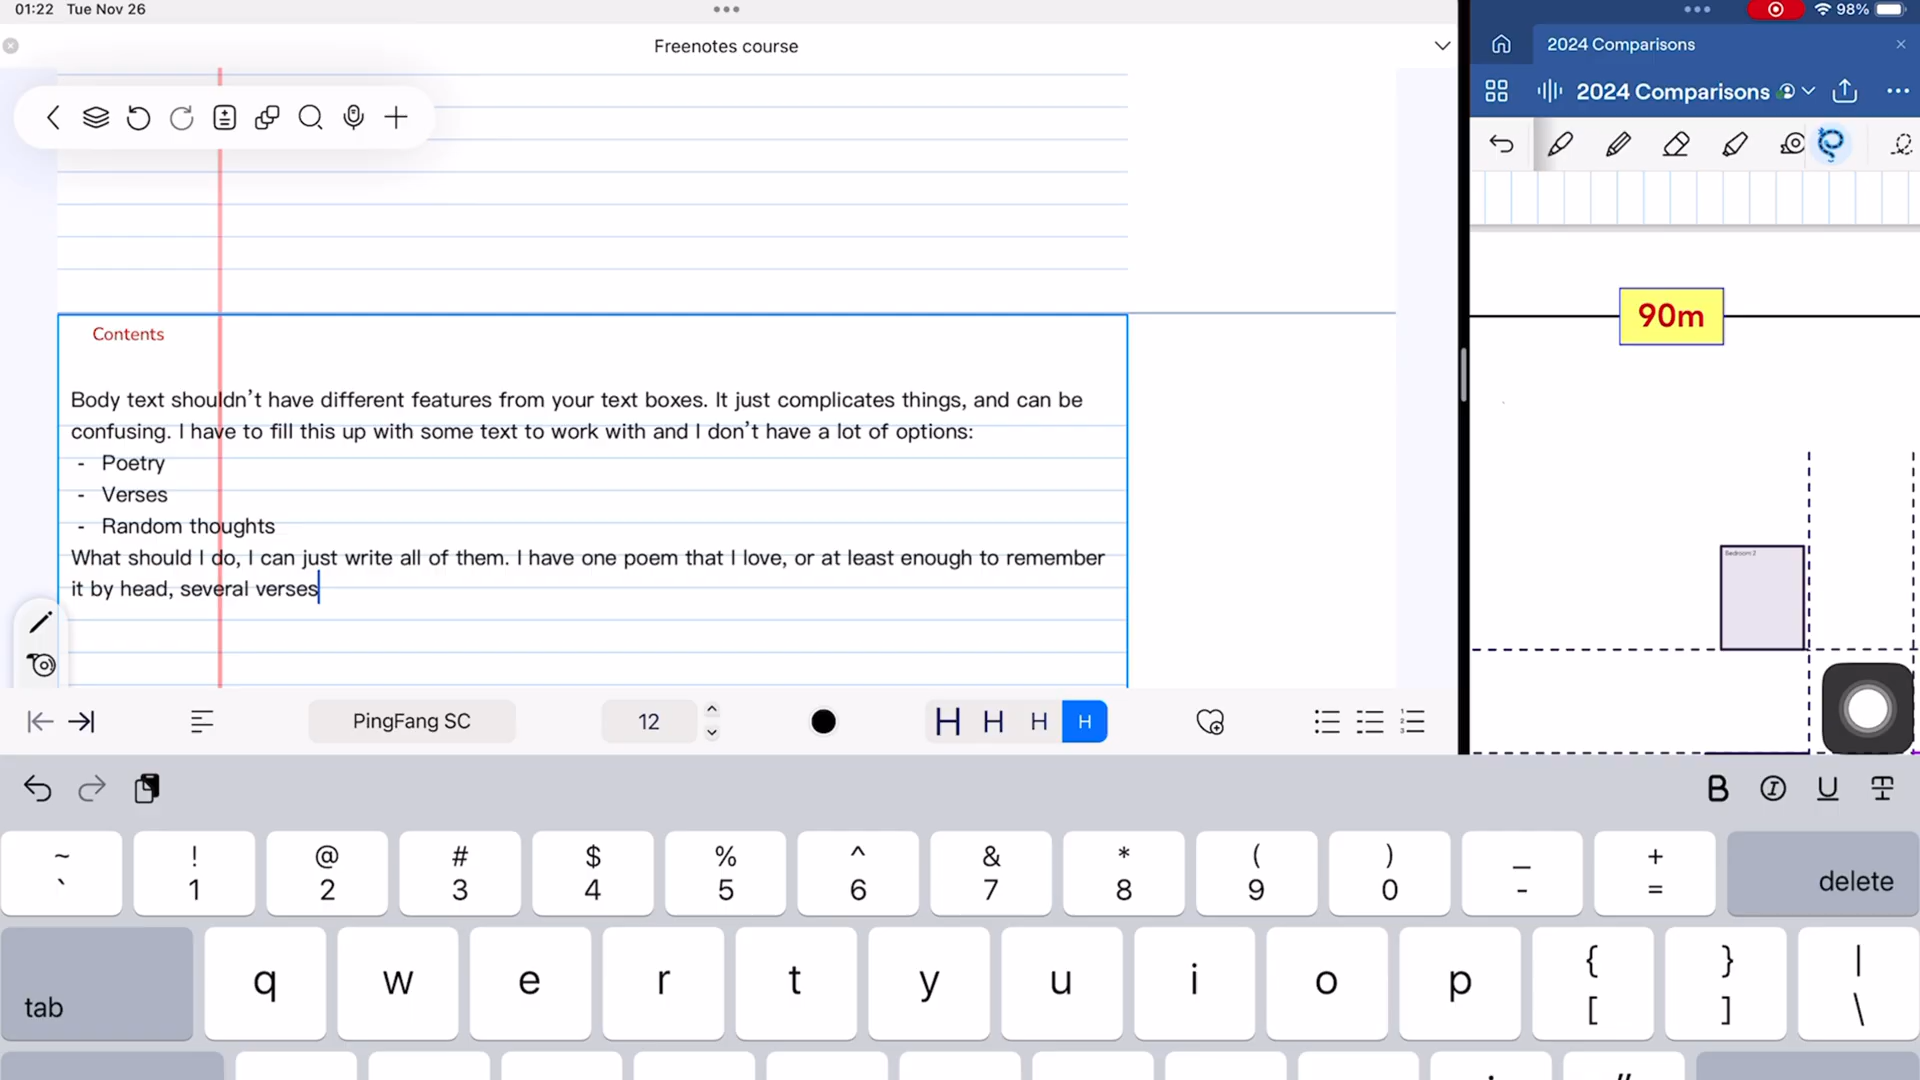 01:22 Tue Nov 26
98%
Freenotes course
2024 Comparisons
2024 Comparisons
90m
Contents
Body text shouldn't have different features from your text boxes. It just complicates things, and can be
confusing. I have to fill this up with some text to work with and I don't have a lot of options:
- Poetry
- Verses
- Random thoughts
What should I do, I can just write all of them. I have one poem that I love, or at least enough to remember
it by head, several verses
Bedroom 2
PingFang SC
12
H H H H
B I U T
~ ! @ # $ % ^ & * ( ) _ +
` 1 2 3 4 5 6 7 8 9 0 - = delete
tab q w e r t y u i o p { } |
[ ] \
"